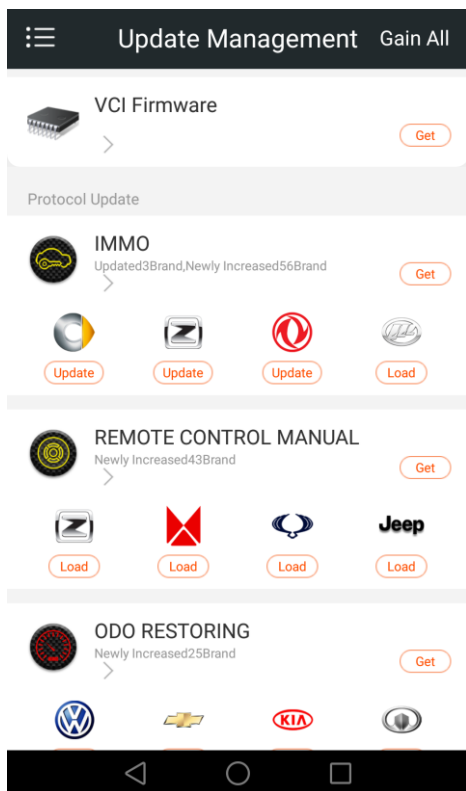 Update Management Gain All
VCI Firmware
Get
Protocol Update
IMMO
Updated3Brand,Newly Increased56Brand
Get
Update Update Update Load
REMOTE CONTROL MANUAL
Newly Increased43Brand
Get
Jeep
Load Load Load Load
ODO RESTORING
Newly Increased25Brand
Get
KIA